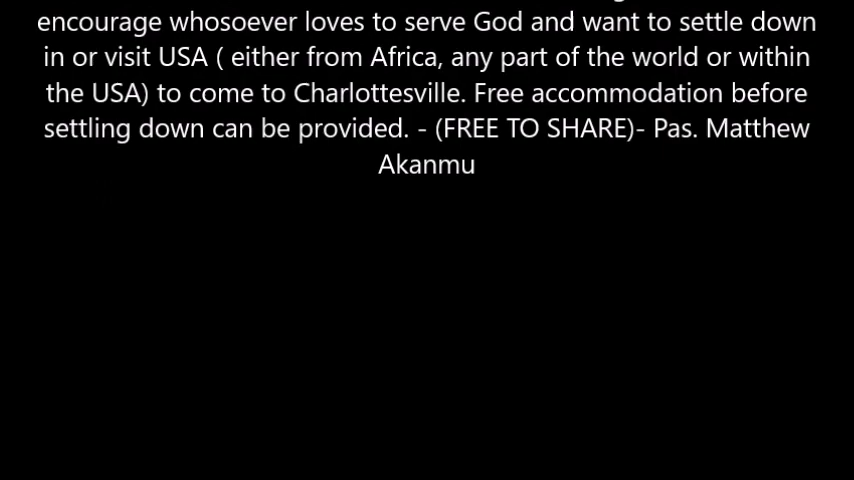 encourage whosoever loves to serve God and want to settle down
in or visit USA ( either from Africa, any part of the world or within
the USA) to come to Charlottesville. Free accommodation before
settling down can be provided. - (FREE TO SHARE)- Pas. Matthew
Akanmu